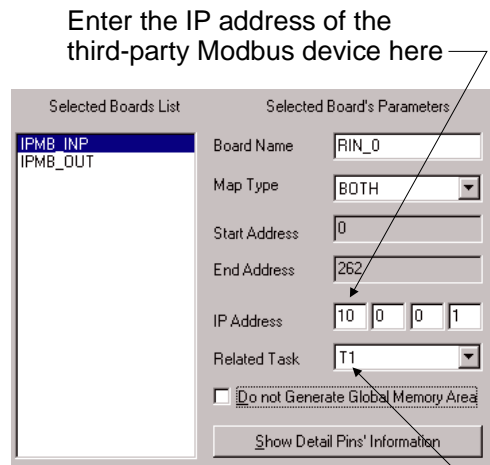 Enter the IP address of the
third-party Modbus device here
Selected Boards List
Selected Board's Parameters
IPMB_INP
IPMB_OUT
Board Name
RIN_0
Map Type
BOTH
Start Address
0
End Address
262
IP Address
10 0 0 1
Related Task
T1
Do not Generate Global Memory Area
Show Detail Pins' Information